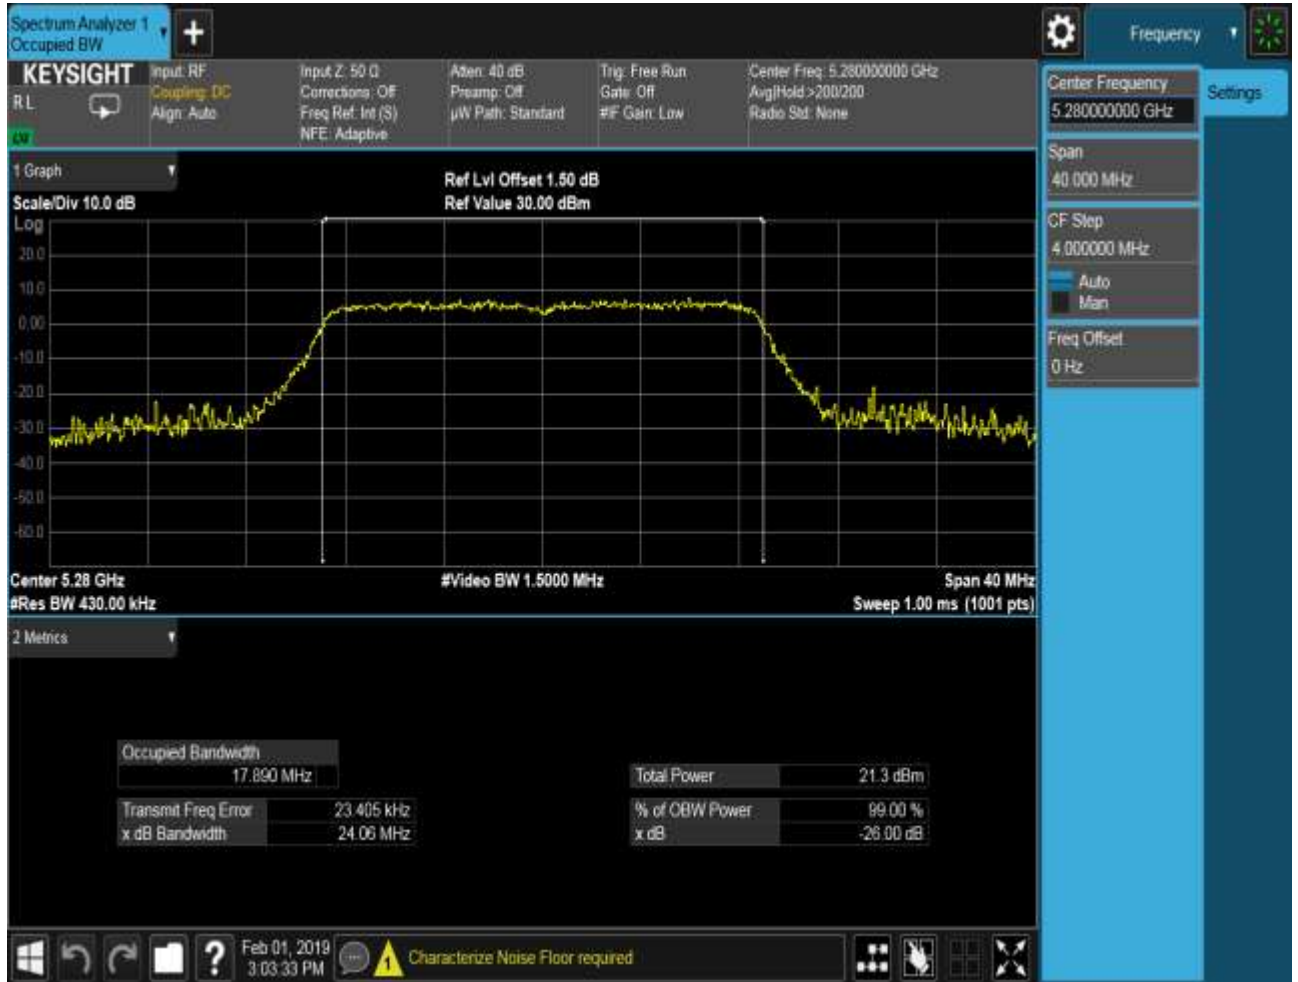 Spectrum Analyzer 1
Occupied BW
+
Frequency
KEYSIGHT
RL
Input: RF
Coupling: DC
Align: Auto
Input Z: 50 Ω
Corrections: Off
Freq Ref: Int (S)
NFE: Adaptive
Atten: 40 dB
Preamp: Off
µW Path: Standard
Trig: Free Run
Gate: Off
#IF Gain: Low
Center Freq: 5.280000000 GHz
Avg|Hold:>200/200
Radio Std: None
Center Frequency
5.280000000 GHz
Settings
Span
40.000 MHz
CF Step
4.000000 MHz
Auto
Man
Freq Offset
0 Hz
1 Graph
Scale/Div 10.0 dB
Ref Lvl Offset 1.50 dB
Ref Value 30.00 dBm
Log
20.0
10.0
0.00
-10.0
-20.0
-30.0
-40.0
-50.0
-60.0
Center 5.28 GHz
#Res BW 430.00 kHz
#Video BW 1.5000 MHz
Span 40 MHz
Sweep 1.00 ms (1001 pts)
2 Metrics
Occupied Bandwidth
17.890 MHz
Transmit Freq Error 23.405 kHz
x dB Bandwidth 24.06 MHz
Total Power 21.3 dBm
% of OBW Power 99.00 %
x dB -26.00 dB
?
Feb 01, 2019
3:03:33 PM
1
Characterize Noise Floor required